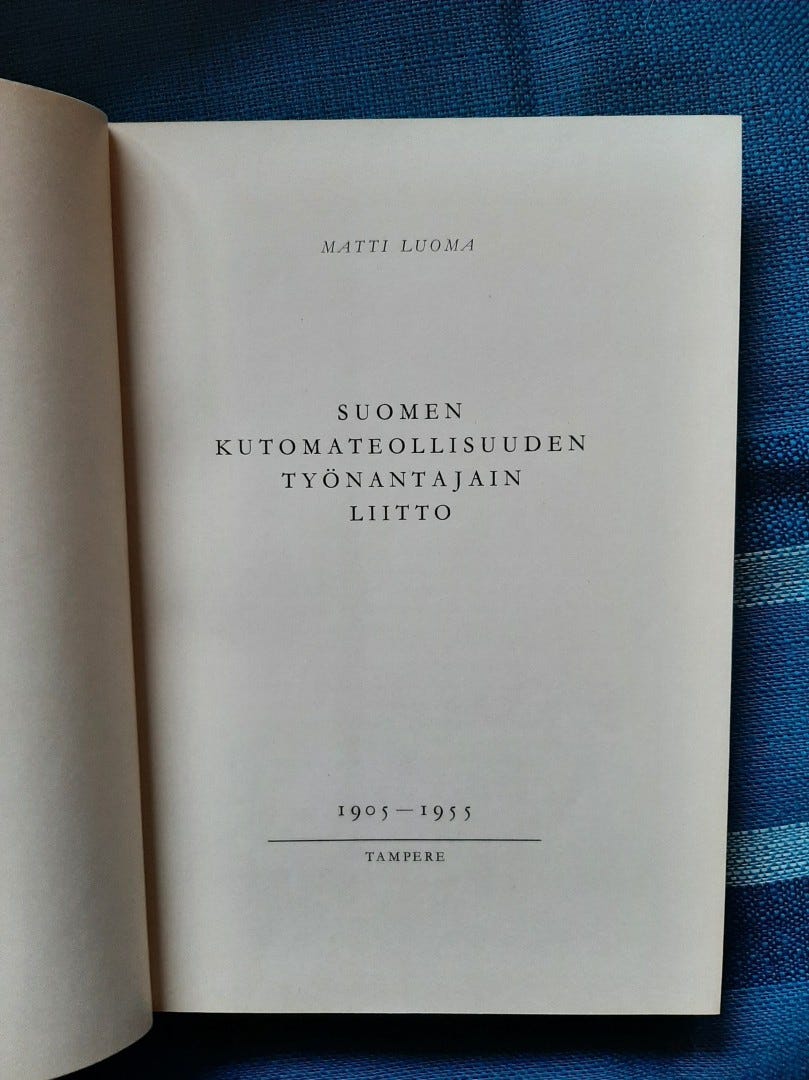 MATTI LUOMA
SUOMEN
KUTOMATEOLLISUUDEN
TYÖNANTAJAIN
LIITTO
1905—1955
TAMPERE